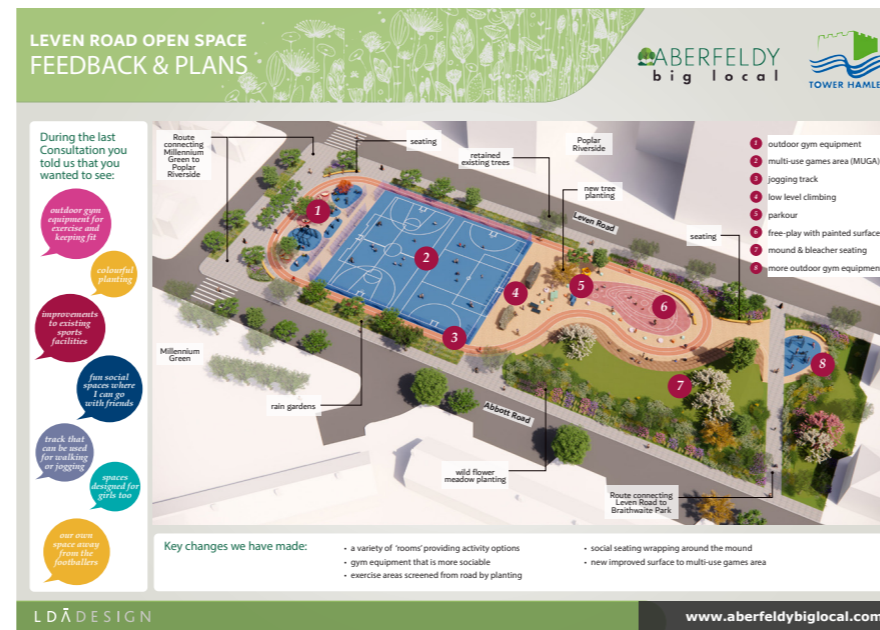 LEVEN ROAD OPEN SPACE
FEEDBACK & PLANS
ABERFELDY
big local
TOWER HAMLE
During the last
Consultation you
told us that you
wanted to see:
outdoor gym
equipment for
exercise and
keeping fit
colourful
planting
improvements
to existing
sports
facilities
fun social
spaces where
I can go
with friends
track that
can be used
for walking
or jogging
spaces
designed for
girls too
our own
space away
from the
footballers
Route
connecting
Millennium
Green to
Poplar
Riverside
seating
retained
existing trees
Poplar
Riverside
new tree
planting
Leven Road
seating
1 outdoor gym equipment
2 multi-use games area (MUGA)
3 jogging track
4 low level climbing
5 parkour
6 free-play with painted surface
7 mound & bleacher seating
8 more outdoor gym equipment
1
2
3
4
5
6
7
8
Millennium
Green
rain gardens
Abbott Road
wild flower
meadow planting
Route connecting
Leven Road to
Braithwaite Park
Key changes we have made:
• a variety of 'rooms' providing activity options
• gym equipment that is more sociable
• exercise areas screened from road by planting
• social seating wrapping around the mound
• new improved surface to multi-use games area
LDĀDESIGN
www.aberfeldybiglocal.com